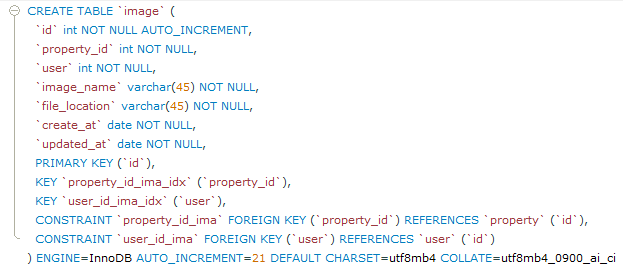 CREATE TABLE `image` (
`id` int NOT NULL AUTO_INCREMENT,
`property_id` int NOT NULL,
`user` int NOT NULL,
`image_name` varchar(45) NOT NULL,
`file_location` varchar(45) NOT NULL,
`create_at` date NOT NULL,
`updated_at` date NOT NULL,
PRIMARY KEY (`id`),
KEY `property_id_ima_idx` (`property_id`),
KEY `user_id_ima_idx` (`user`),
CONSTRAINT `property_id_ima` FOREIGN KEY (`property_id`) REFERENCES `property` (`id`),
CONSTRAINT `user_id_ima` FOREIGN KEY (`user`) REFERENCES `user` (`id`)
) ENGINE=InnoDB AUTO_INCREMENT=21 DEFAULT CHARSET=utf8mb4 COLLATE=utf8mb4_0900_ai_ci